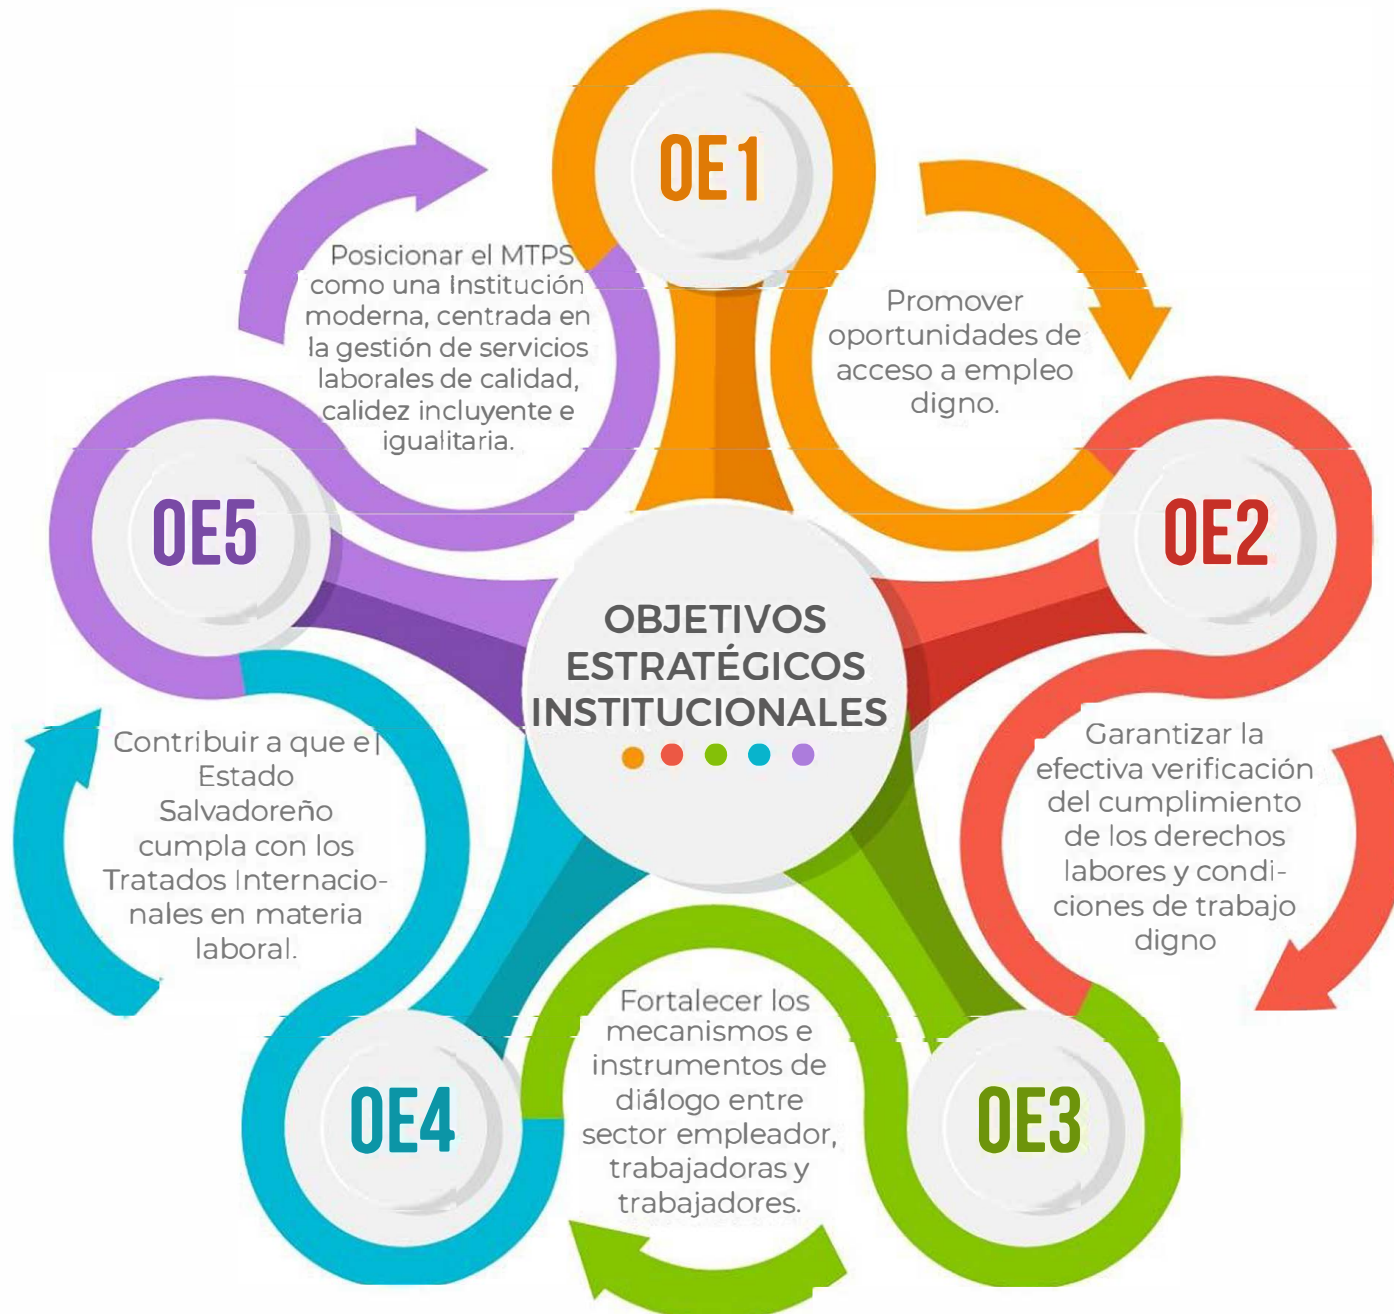 OBJETIVOS
ESTRATÉGICOS
INSTITUCIONALES
OE1
Promover
oportunidades de
acceso a empleo
digno.
OE2
Garantizar la
efectiva verificación
del cumplimiento
de los derechos
labores y condi-
ciones de trabajo
digno
OE3
Fortalecer los
mecanismos e
instrumentos de
diálogo entre
sector empleador,
trabajadoras y
trabajadores.
OE4
Contribuir a que el
Estado
Salvadoreño
cumpla con los
Tratados Internacio-
nales en materia
laboral.
OE5
Posicionar el MTPS
como una Institución
moderna, centrada en
la gestión de servicios
laborales de calidad,
calidez incluyente e
igualitaria.